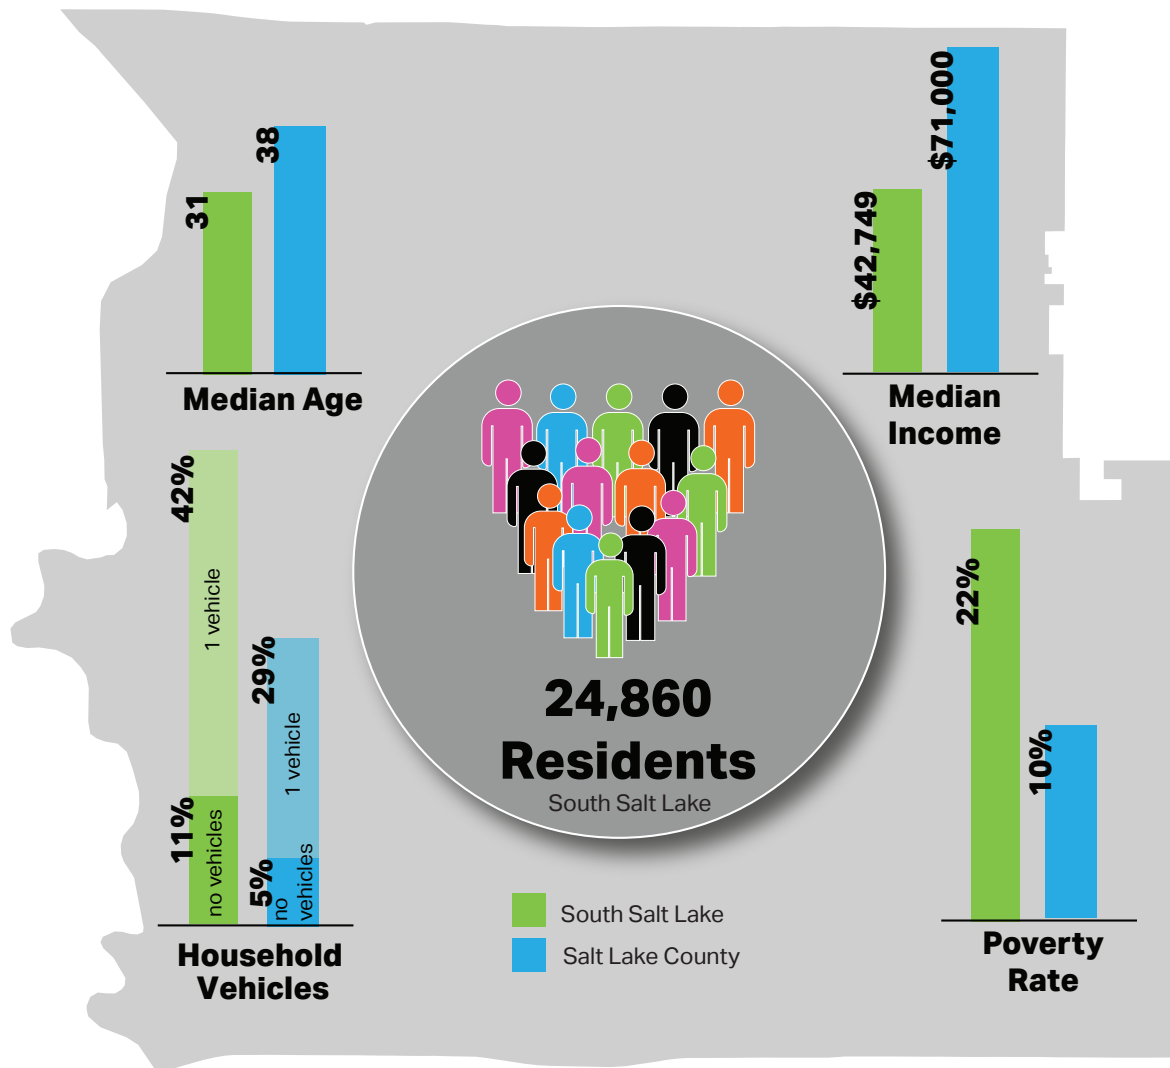 31
38
Median Age
$42,749
$71,000
Median
Income
42%
1 vehicle
11%
no vehicles
29%
1 vehicle
5%
no
vehicles
Household
Vehicles
24,860
Residents
South Salt Lake
South Salt Lake
Salt Lake County
22%
10%
Poverty
Rate